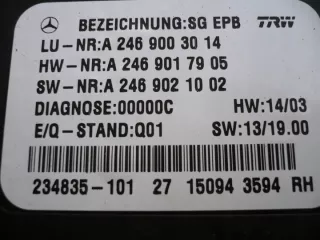 BEZEICHNUNG:SG EPB TRW
LU-NR:A 246 900 30 14
HW-NR:A 246 901 79 05
SW-NR:A 246 902 10 02
DIAGNOSE:00000C HW:14/03
E/Q-STAND:Q01 SW:13/19.00
234835-101 27 15094 3594 RH